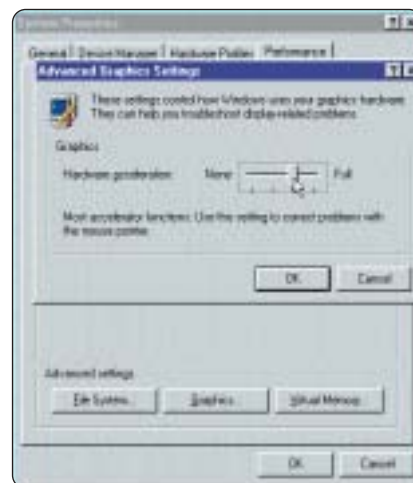 System Properties
General Device Manager Hardware Profiles Performance
Advanced Graphics Settings
These settings control how Windows uses your graphics hardware.
They can help you troubleshoot display-related problems.
Graphics
Hardware acceleration: None Full
Most accelerator functions: Use this setting to correct problems with
the mouse pointer.
OK Cancel
Advanced settings
File System... Graphics... Virtual Memory...
OK Cancel